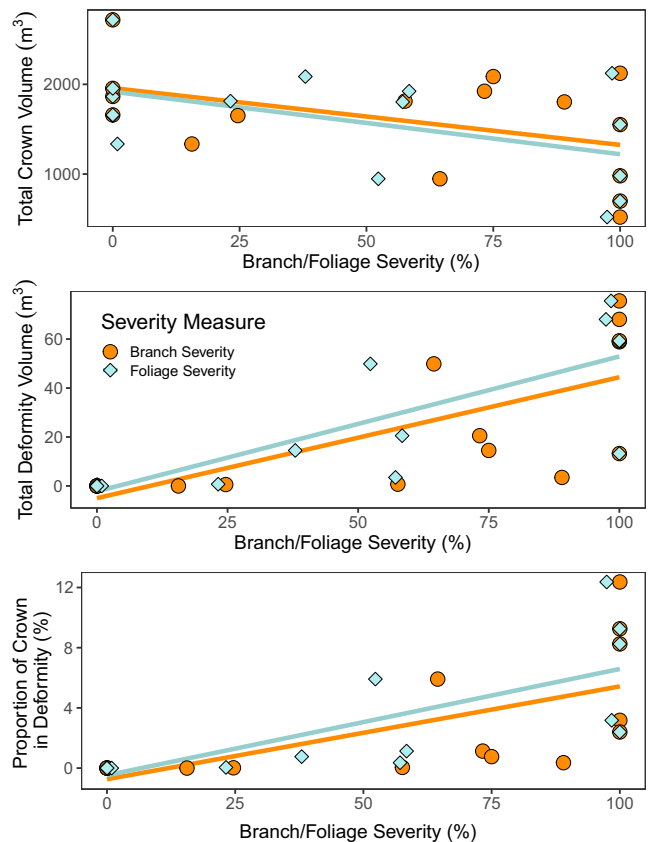 Total Crown Volume (m³)
2000
1000
0
25
50
75
100
Branch/Foliage Severity (%)
Total Deformity Volume (m³)
60
40
20
0
Severity Measure
Branch Severity
Foliage Severity
0
25
50
75
100
Branch/Foliage Severity (%)
Proportion of Crown
in Deformity (%)
12
8
4
0
0
25
50
75
100
Branch/Foliage Severity (%)